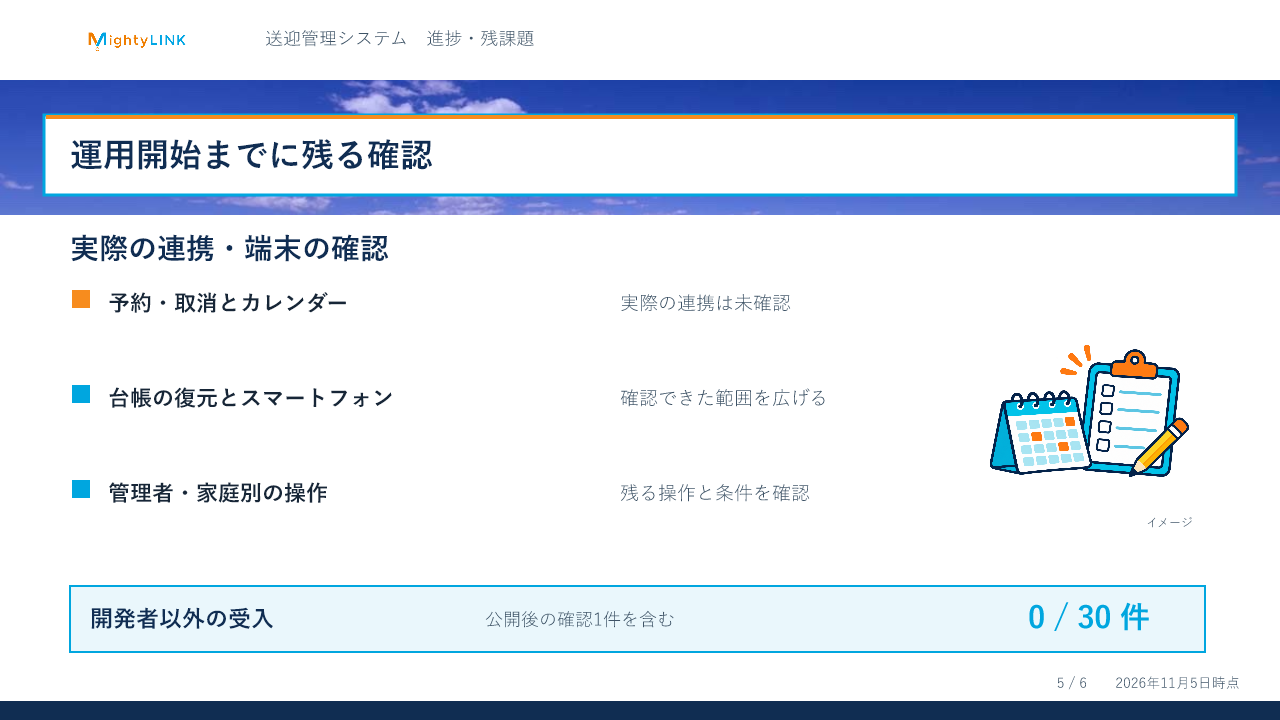 MightyLINK
送迎管理システム　進捗・残課題
運用開始までに残る確認
実際の連携・端末の確認
予約・取消とカレンダー
実際の連携は未確認
台帳の復元とスマートフォン
確認できた範囲を広げる
管理者・家庭別の操作
残る操作と条件を確認
イメージ
開発者以外の受入
公開後の確認1件を含む
0 / 30 件
5 / 6
2026年11月5日時点